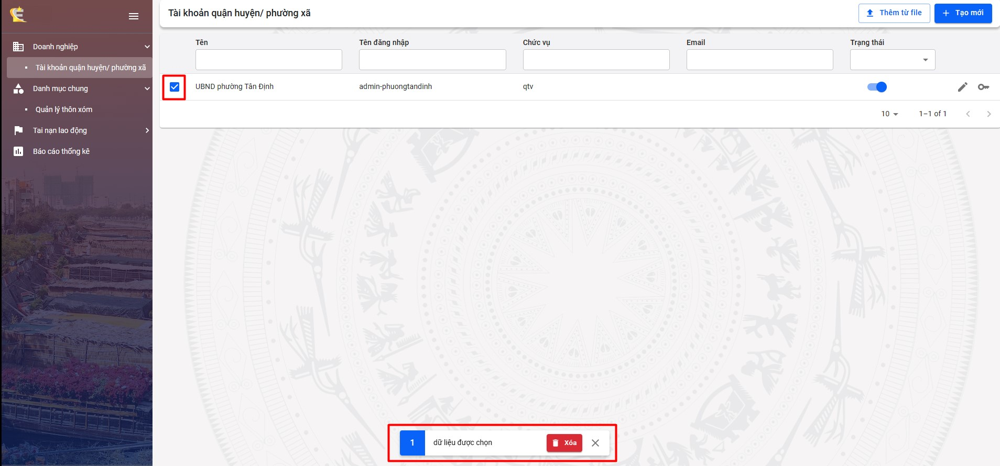 Tài khoản quận huyện/ phường xã
Thêm từ file
Tạo mới
Doanh nghiệp
Tài khoản quận huyện/ phường xã
Danh mục chung
Quản lý thôn xóm
Tai nạn lao động
Báo cáo thống kê
Tên
Tên đăng nhập
Chức vụ
Email
Trạng thái
UBND phường Tân Định
admin-phuongtandinh
qtv
10
1–1 of 1
1
dữ liệu được chọn
Xóa